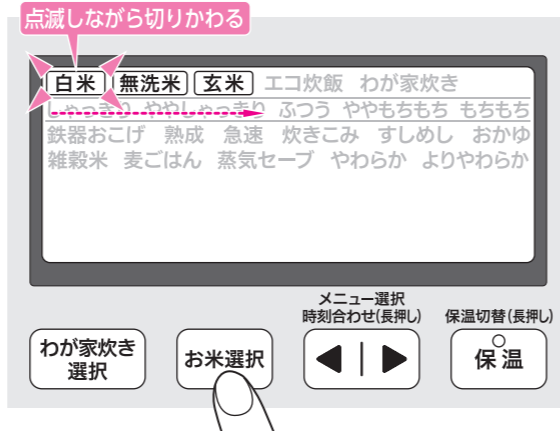 点滅しながら切りかわる
白米 無洗米 玄米 エコ炊飯 わが家炊き
しゃっきり ややしゃっきり ふつう ややもちもち もちもち
鉄器おこげ 熟成 急速 炊きこみ すしめし おかゆ
雑穀米 麦ごはん 蒸気セーブ やわらか よりやわらか
メニュー選択
時刻合わせ(長押し)
保温切替(長押し)
わが家炊き
選択
お米選択
保温